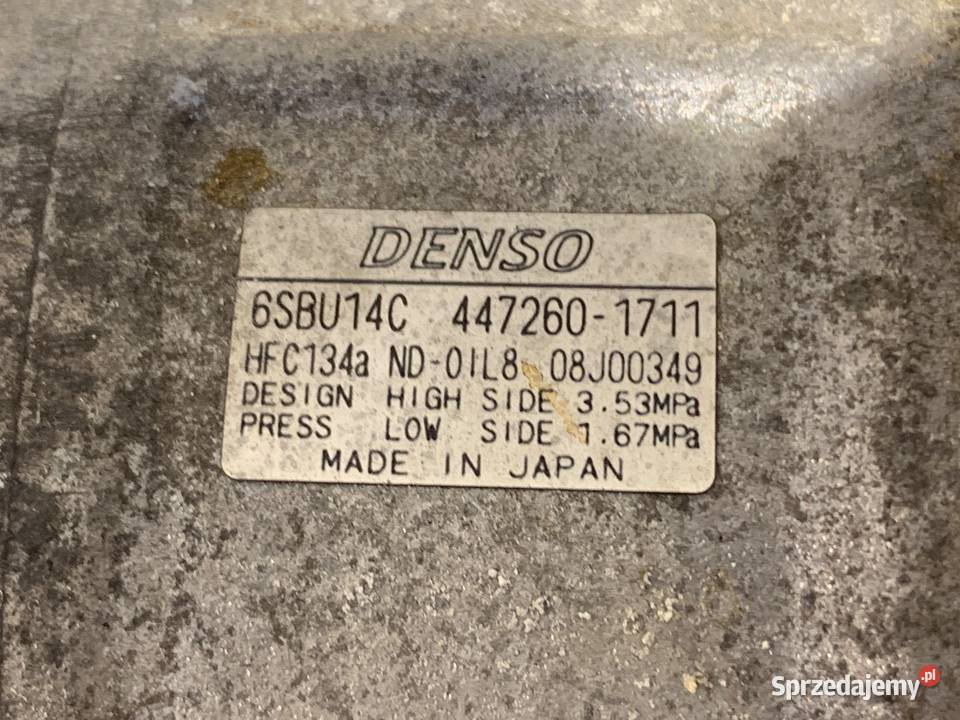 DENSO
6SBU14C 447260-1711
HFC134a ND-OIL8 08J00349
DESIGN HIGH SIDE 3.53MPa
PRESS LOW SIDE 1.67MPa
MADE IN JAPAN
Sprzedajemy.pl